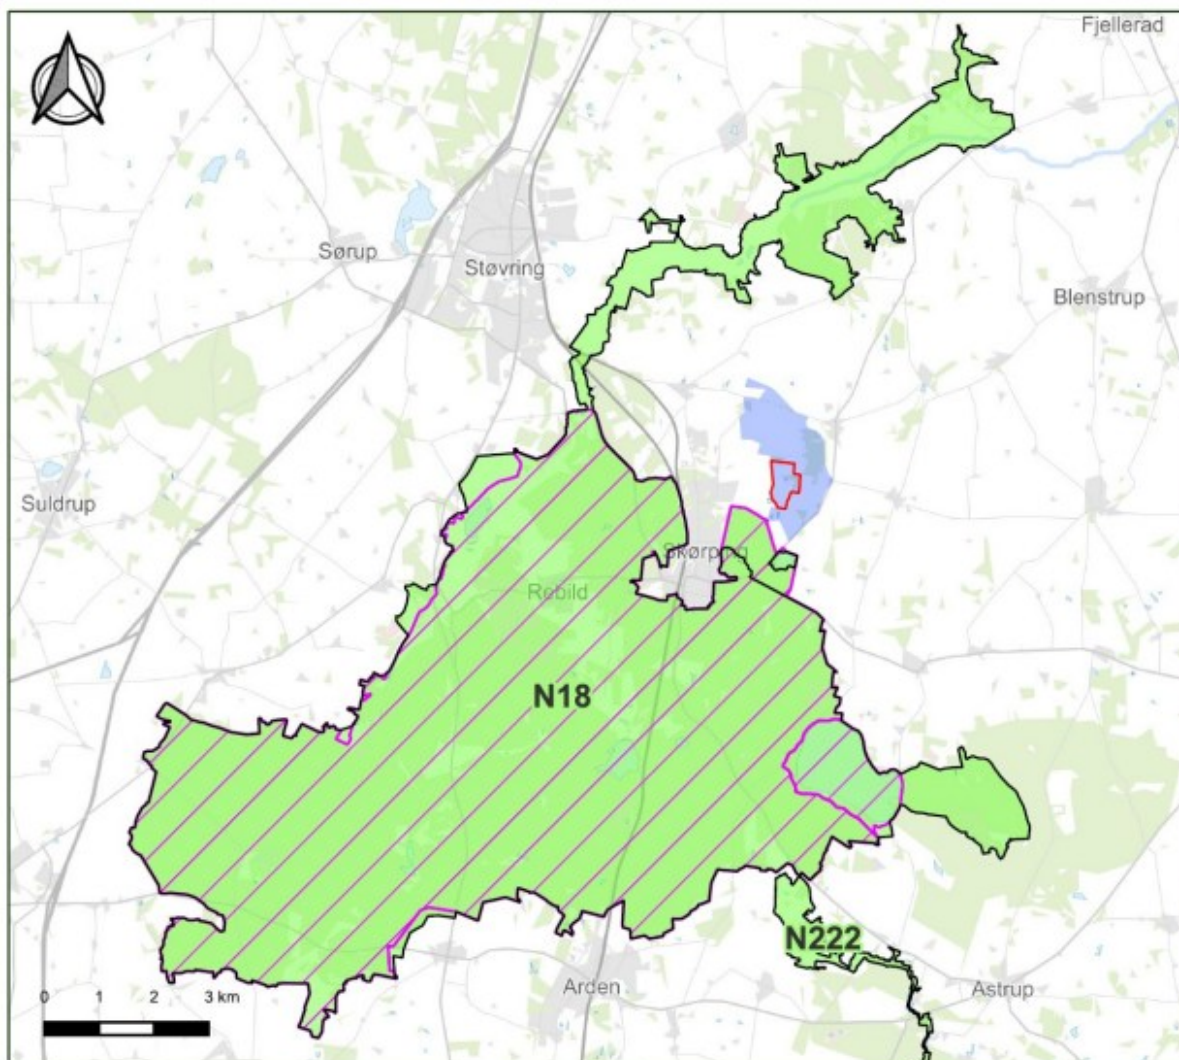 Fjellerad
Sørup
Støvring
Blenstrup
Suldrup
Skørping
Rebild
N18
N222
0 1 2 3 km
Arden
Astrup